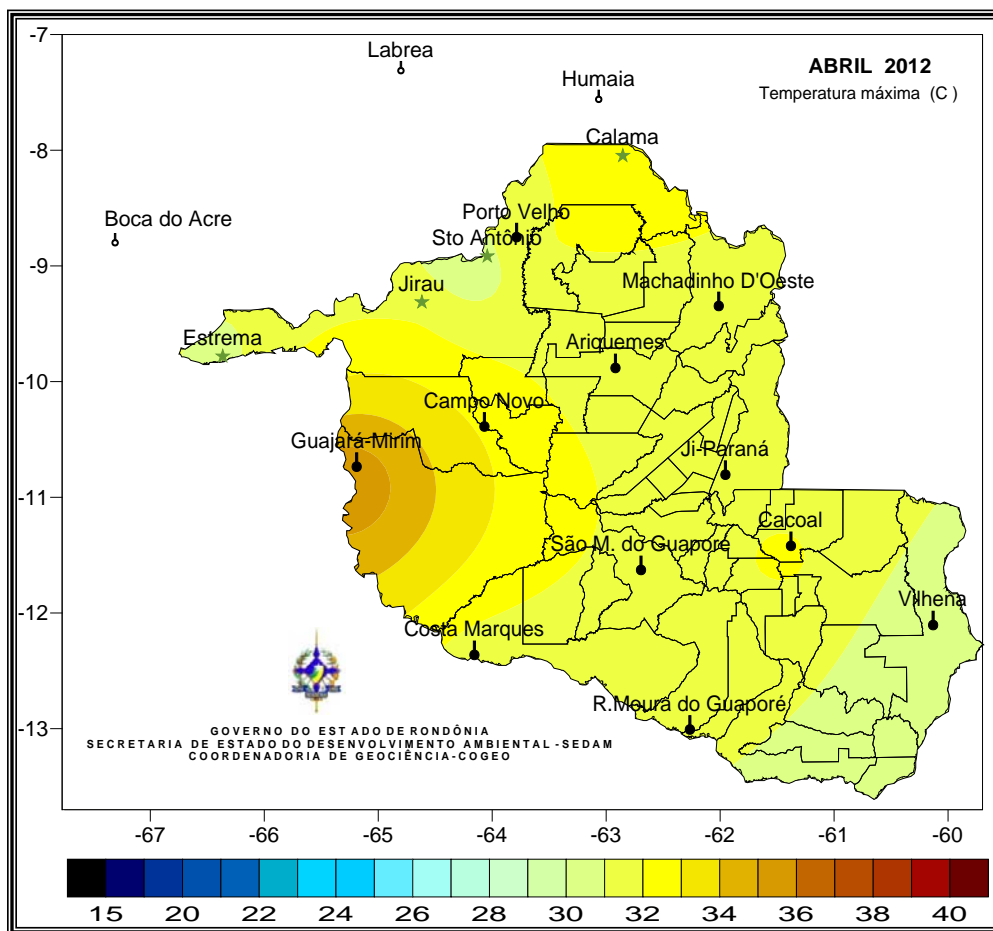 -7
Labrea
ABRIL 2012
Humaia
Temperatura máxima (C )
Calama
-8
Boca do Acre
Porto Velho
Sto Antônio
-9
Jirau
Machadinho D'Oeste
Estrema
Ariquemes
-10
Campo Novo
Guajará-Mirim
Ji-Paraná
-11
Cacoal
São M. do Guaporé
-12
Vilhena
Costa Marques
R.Moura do Guaporé
-13
GOVERNO DO ESTADO DE RONDÔNIA
SECRETARIA DE ESTADO DO DESENVOLVIMENTO AMBIENTAL -SEDAM
COORDENADORIA DE GEOCIÊNCIA-COGEO
-67 -66 -65 -64 -63 -62 -61 -60
15 20 22 24 26 28 30 32 34 36 38 40